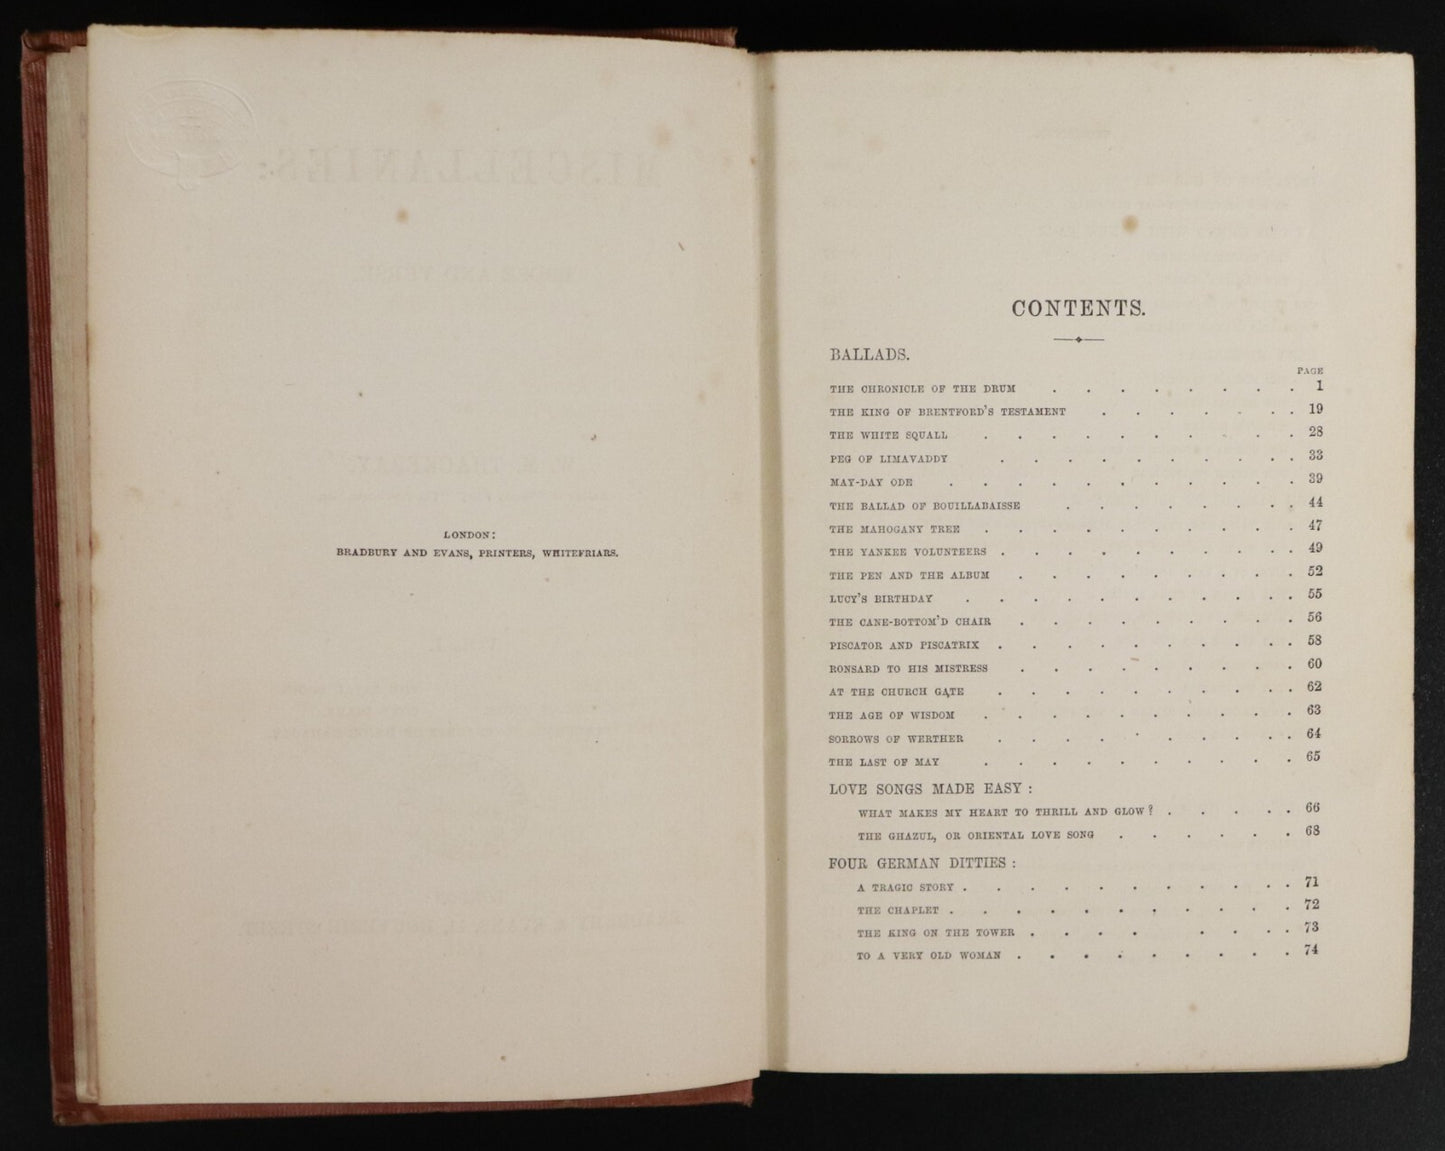 LONDON:
BRADBURY AND EVANS, PRINTERS, WHITEFRIARS.
CONTENTS.
BALLADS.
PAGE
THE CHRONICLE OF THE DRUM . . . . . . . . 1
THE KING OF BRENTFORD'S TESTAMENT . . . . . . . 19
THE WHITE SQUALL . . . . . . . . . . 28
PEG OF LIMAVADDY . . . . . . . . . . 33
MAY-DAY ODE . . . . . . . . . . . 39
THE BALLAD OF BOUILLABAISSE . . . . . . . . 44
THE MAHOGANY TREE . . . . . . . . . . 47
THE YANKEE VOLUNTEERS . . . . . . . . . . 49
THE PEN AND THE ALBUM . . . . . . . . . 52
LUCY'S BIRTHDAY . . . . . . . . . . . 55
THE CANE-BOTTOM'D CHAIR . . . . . . . . . 56
PISCATOR AND PISCATRIX . . . . . . . . . . 58
RONSARD TO HIS MISTRESS . . . . . . . . . 60
AT THE CHURCH GATE . . . . . . . . . . 62
THE AGE OF WISDOM . . . . . . . . . . 63
SORROWS OF WERTHER . . . . . . . . . . 64
THE LAST OF MAY . . . . . . . . . . 65
LOVE SONGS MADE EASY :
WHAT MAKES MY HEART TO THRILL AND GLOW? . . . . . 66
THE GHAZUL, OR ORIENTAL LOVE SONG . . . . . . 68
FOUR GERMAN DITTIES :
A TRAGIC STORY . . . . . . . . . . . 71
THE CHAPLET . . . . . . . . . . . 72
THE KING ON THE TOWER . . . . . . . . 73
TO A VERY OLD WOMAN . . . . . . . . . 74